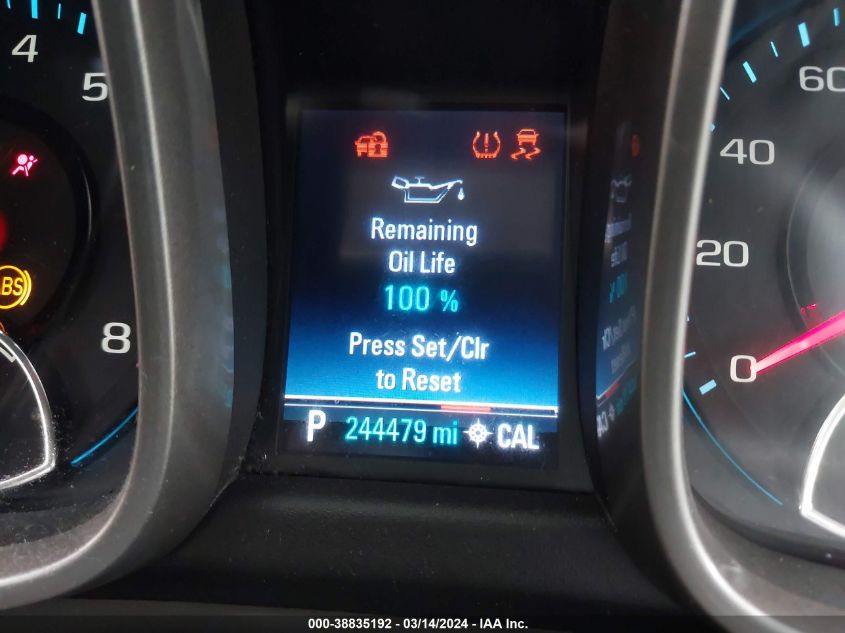 4
5
8
BS
Remaining
Oil Life
100 %
Press Set/Clr
to Reset
P 244479 mi CAL
60
40
20
0
000-38835192 - 03/14/2024 - IAA Inc.